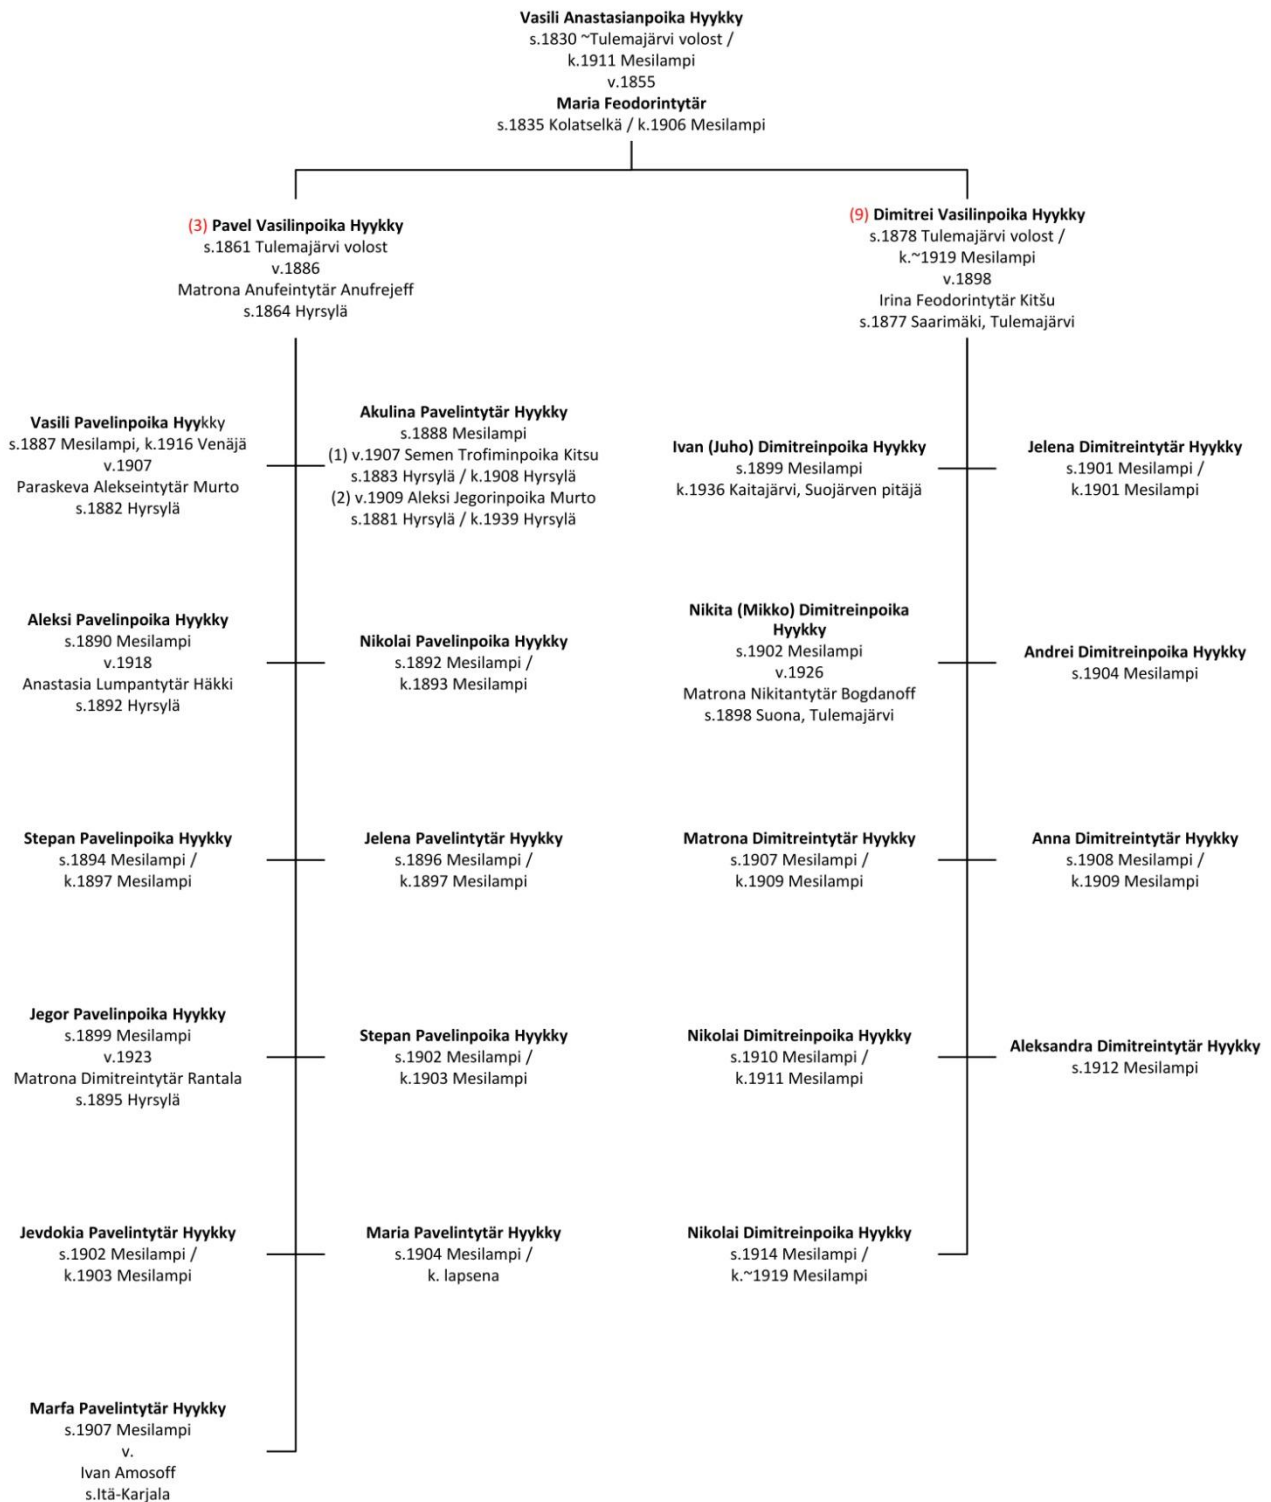 Vasili Anastasianpoika Hyykky
s.1830 ~Tulemajärvi volost /
k.1911 Mesilampi
v.1855
Maria Feodorintytär
s.1835 Kolatselkä / k.1906 Mesilampi
(3) Pavel Vasilinpoika Hyykky
s.1861 Tulemajärvi volost
v.1886
Matrona Anufeintytär Anufrejeff
s.1864 Hyrsylä
(9) Dimitrei Vasilinpoika Hyykky
s.1878 Tulemajärvi volost /
k.~1919 Mesilampi
v.1898
Irina Feodorintytär Kitšu
s.1877 Saarimäki, Tulemajärvi
Vasili Pavelinpoika Hyykky
s.1887 Mesilampi, k.1916 Venäjä
v.1907
Paraskeva Alekseintytär Murto
s.1882 Hyrsylä
Akulina Pavelintytär Hyykky
s.1888 Mesilampi
(1) v.1907 Semen Trofiminpoika Kitsu
s.1883 Hyrsylä / k.1908 Hyrsylä
(2) v.1909 Aleksi Jegorinpoika Murto
s.1881 Hyrsylä / k.1939 Hyrsylä
Ivan (Juho) Dimitreinpoika Hyykky
s.1899 Mesilampi
k.1936 Kaitajärvi, Suojärven pitäjä
Jelena Dimitreintytär Hyykky
s.1901 Mesilampi /
k.1901 Mesilampi
Aleksi Pavelinpoika Hyykky
s.1890 Mesilampi
v.1918
Anastasia Lumpantytär Häkki
s.1892 Hyrsylä
Nikolai Pavelinpoika Hyykky
s.1892 Mesilampi /
k.1893 Mesilampi
Nikita (Mikko) Dimitreinpoika
Hyykky
s.1902 Mesilampi
v.1926
Matrona Nikitantytär Bogdanoff
s.1898 Suona, Tulemajärvi
Andrei Dimitreinpoika Hyykky
s.1904 Mesilampi
Stepan Pavelinpoika Hyykky
s.1894 Mesilampi /
k.1897 Mesilampi
Jelena Pavelintytär Hyykky
s.1896 Mesilampi /
k.1897 Mesilampi
Matrona Dimitreintytär Hyykky
s.1907 Mesilampi /
k.1909 Mesilampi
Anna Dimitreintytär Hyykky
s.1908 Mesilampi /
k.1909 Mesilampi
Jegor Pavelinpoika Hyykky
s.1899 Mesilampi
v.1923
Matrona Dimitreintytär Rantala
s.1895 Hyrsylä
Stepan Pavelinpoika Hyykky
s.1902 Mesilampi /
k.1903 Mesilampi
Nikolai Dimitreinpoika Hyykky
s.1910 Mesilampi /
k.1911 Mesilampi
Aleksandra Dimitreintytär Hyykky
s.1912 Mesilampi
Jevdokia Pavelintytär Hyykky
s.1902 Mesilampi /
k.1903 Mesilampi
Maria Pavelintytär Hyykky
s.1904 Mesilampi /
k. lapsena
Nikolai Dimitreinpoika Hyykky
s.1914 Mesilampi /
k.~1919 Mesilampi
Marfa Pavelintytär Hyykky
s.1907 Mesilampi
v.
Ivan Amosoff
s.Itä-Karjala